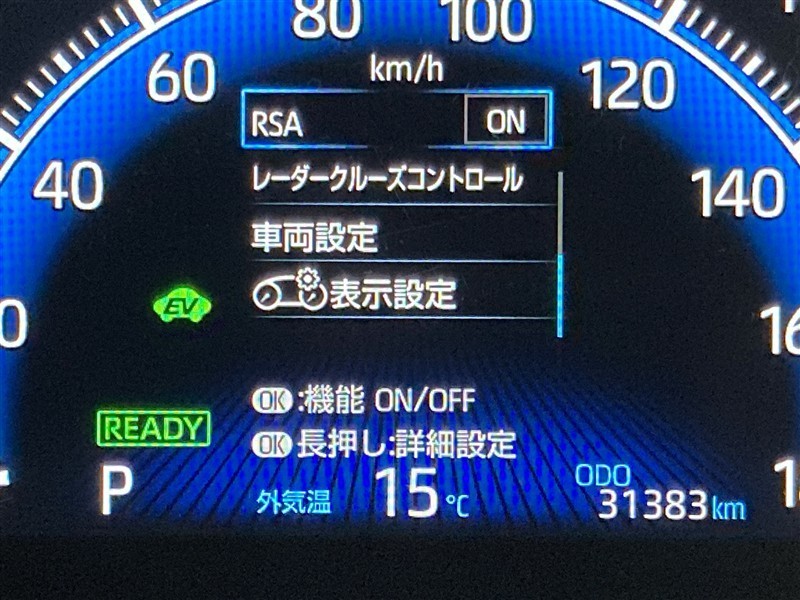 80
100
60
km/h
120
RSA ON
40
レーダークルーズコントロール
140
車両設定
表示設定
EV
OK:機能 ON/OFF
READY
OK長押し:詳細設定
P
外気温 15℃
ODO
31383km